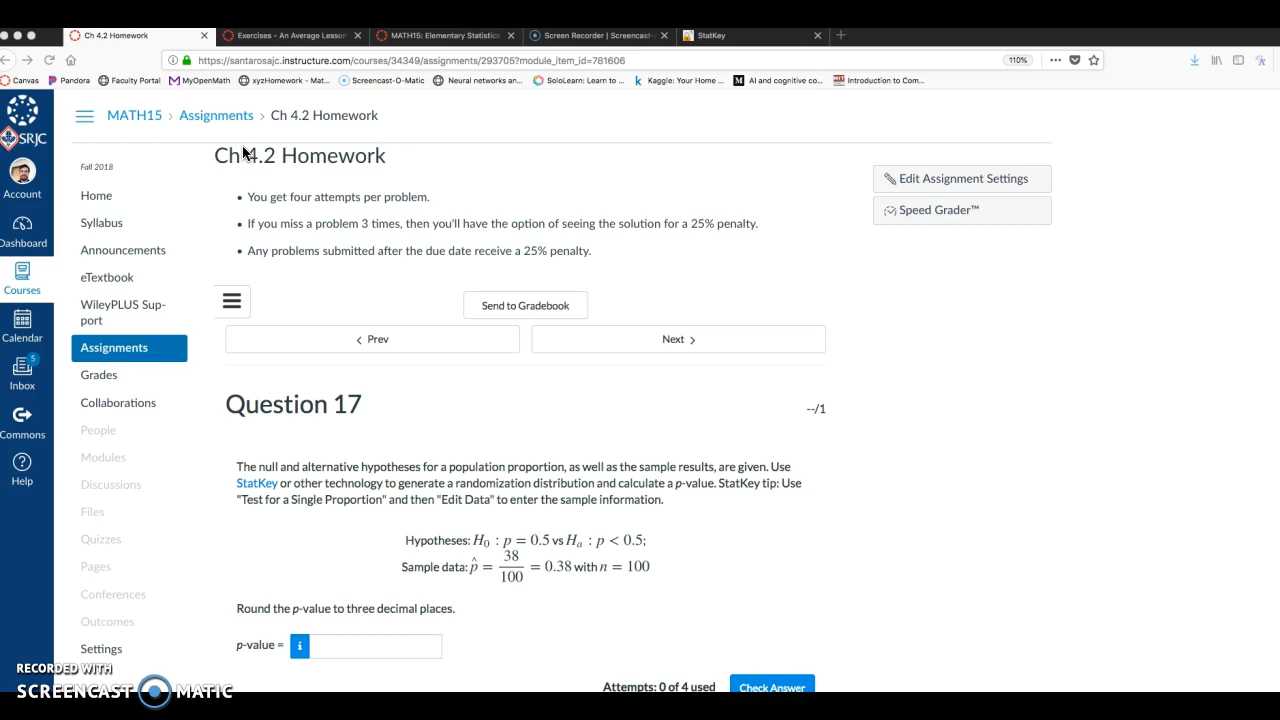 Ch 4.2 Homework
Exercises - An Average Lesson
MATH15: Elementary Statistics
Screen Recorder | Screencast-
StatKey
https://santarosajc.instructure.com/courses/34349/assignments/293705?module_item_id=781606
110%
Canvas
Pandora
Faculty Portal
MyOpenMath
xyzHomework - Mat...
Screencast-O-Matic
Neural networks an...
SoloLearn: Learn to ...
Kaggle: Your Home ...
AI and cognitive co...
Introduction to Com...
SRJC
Account
Dashboard
Courses
Calendar
5
Inbox
Commons
Help
MATH15 > Assignments > Ch 4.2 Homework
Fall 2018
Home
Syllabus
Announcements
eTextbook
WileyPLUS Sup-
port
Assignments
Grades
Collaborations
People
Modules
Discussions
Files
Quizzes
Pages
Conferences
Outcomes
Settings
Ch 4.2 Homework
• You get four attempts per problem.
• If you miss a problem 3 times, then you'll have the option of seeing the solution for a 25% penalty.
• Any problems submitted after the due date receive a 25% penalty.
Edit Assignment Settings
Speed Grader™
Send to Gradebook
< Prev
Next >
Question 17
--/1
The null and alternative hypotheses for a population proportion, as well as the sample results, are given. Use
StatKey or other technology to generate a randomization distribution and calculate a p-value. StatKey tip: Use
"Test for a Single Proportion" and then "Edit Data" to enter the sample information.
Hypotheses: H₀ : p = 0.5 vs Hₐ : p < 0.5;
Sample data: p̂ = 38/100 = 0.38 with n = 100
Round the p-value to three decimal places.
p-value = i
Attempts: 0 of 4 used
Check Answer
RECORDED WITH
SCREENCAST MATIC